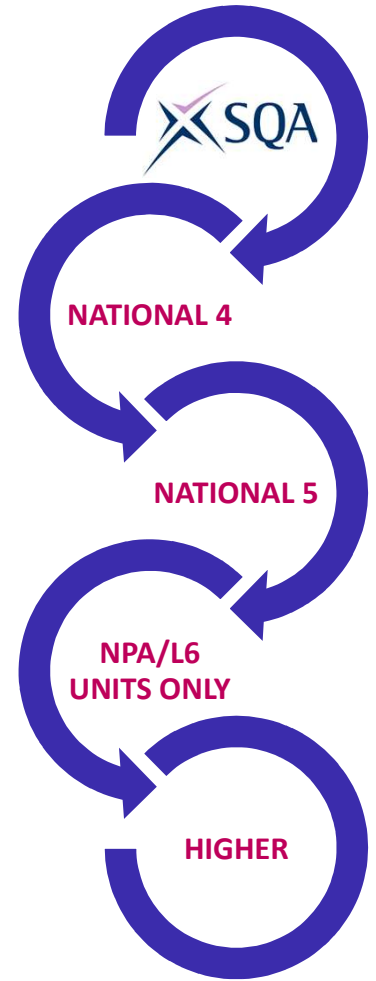 SQA
NATIONAL 4
NATIONAL 5
NPA/L6
UNITS ONLY
HIGHER